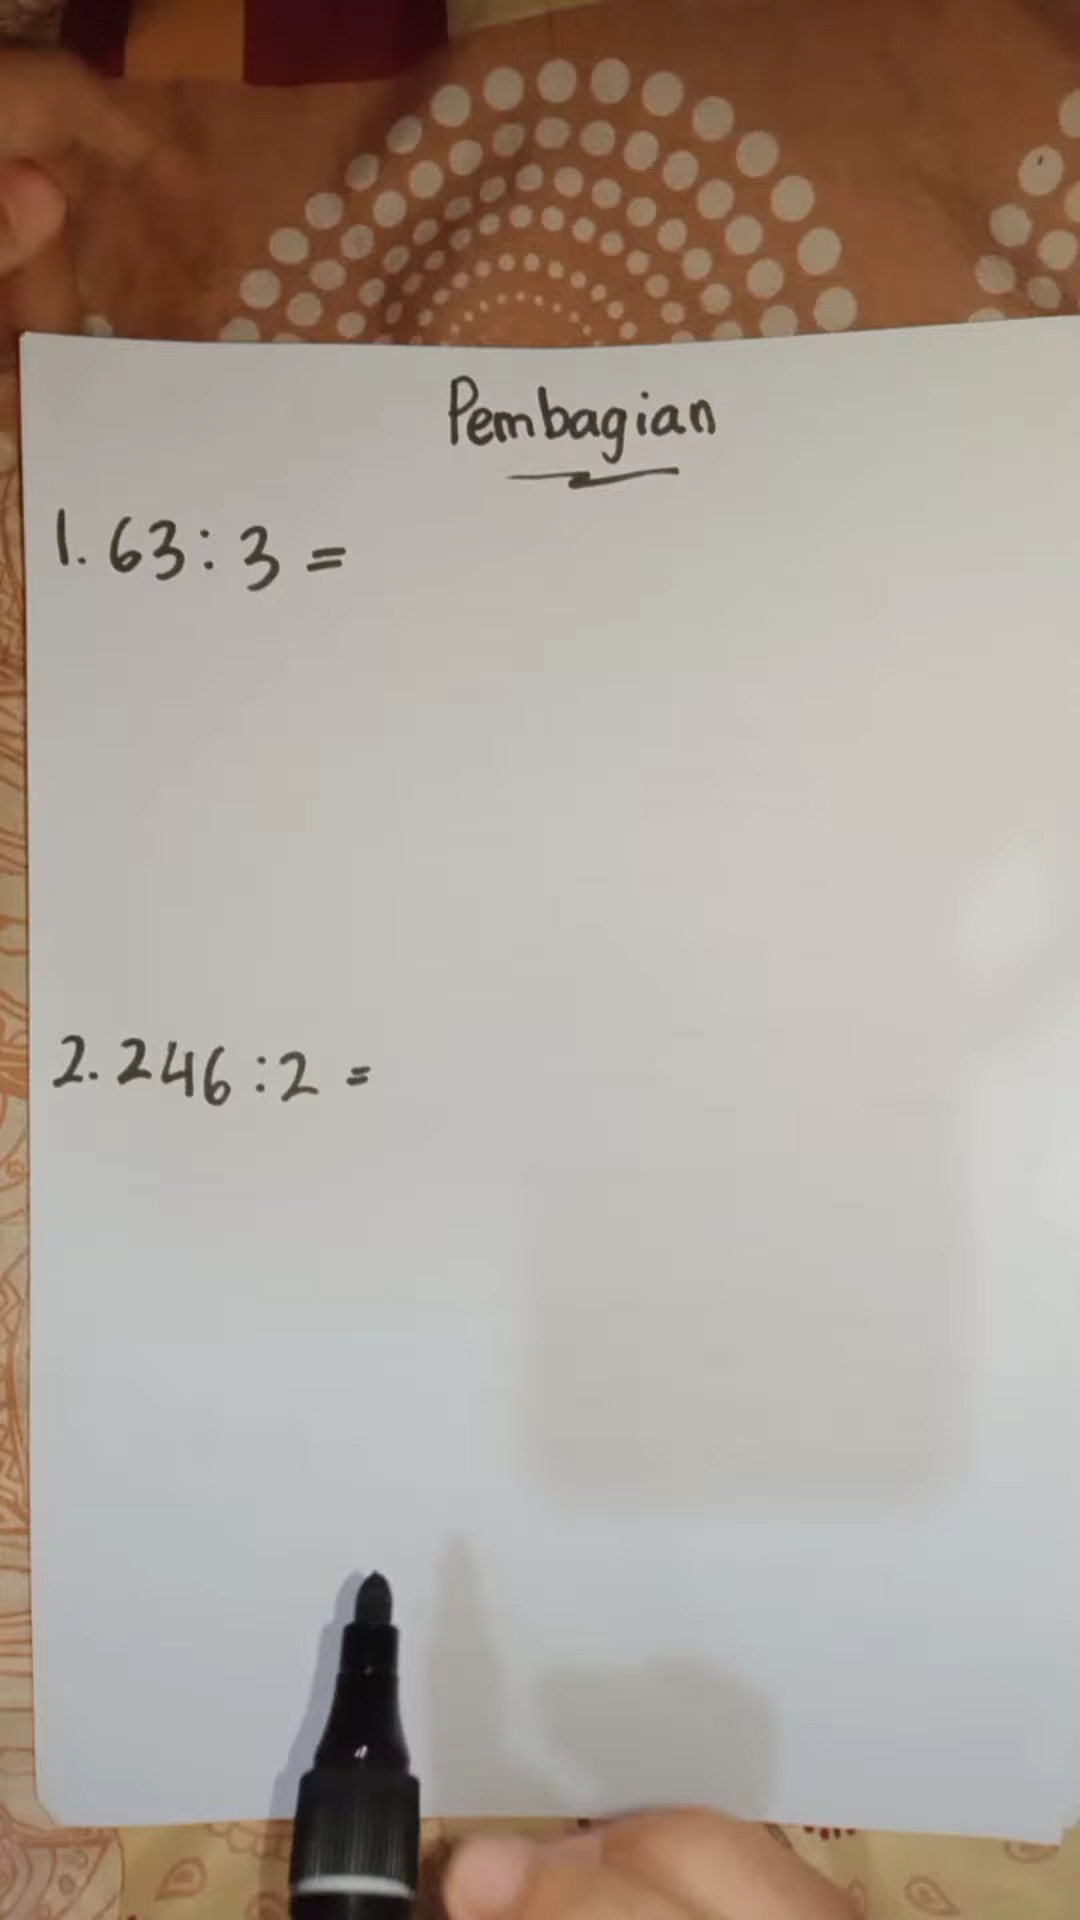 Pembagian
1. 63 : 3 =
2. 246 : 2 =